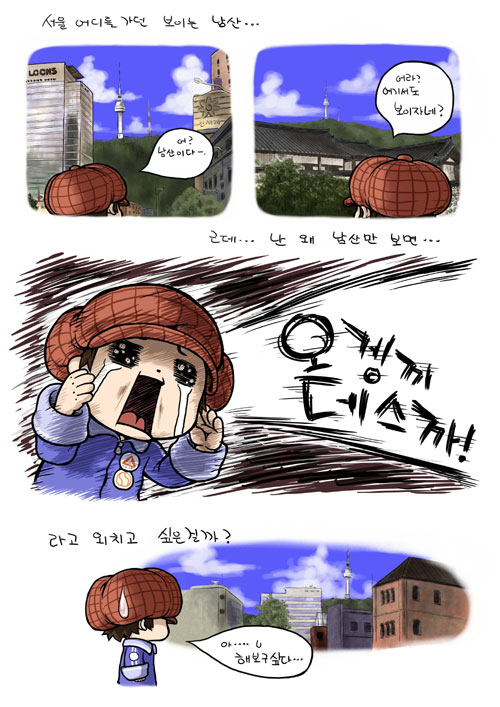 서울 어디를 가던 보이는 남산...
어?
남산이다-.
어라?
여기서도
보이자네?
근데... 난 왜 남산만 보면...
오겡끼
데스까!
라고 외치고 싶은걸까?
아.....
해보구싶다...